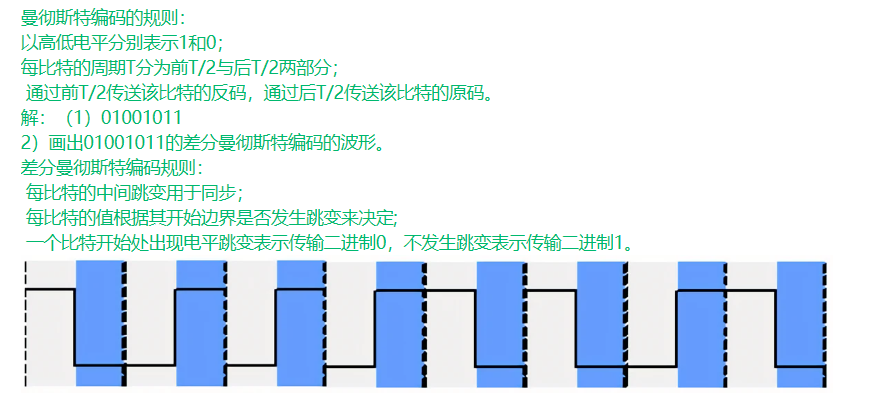 曼彻斯特编码的规则：
以高低电平分别表示1和0；
每比特的周期T分为前T/2与后T/2两部分；
通过前T/2传送该比特的反码，通过后T/2传送该比特的原码。
解：（1）01001011
2）画出01001011的差分曼彻斯特编码的波形。
差分曼彻斯特编码规则：
每比特的中间跳变用于同步；
每比特的值根据其开始边界是否发生跳变来决定;
一个比特开始处出现电平跳变表示传输二进制0，不发生跳变表示传输二进制1。